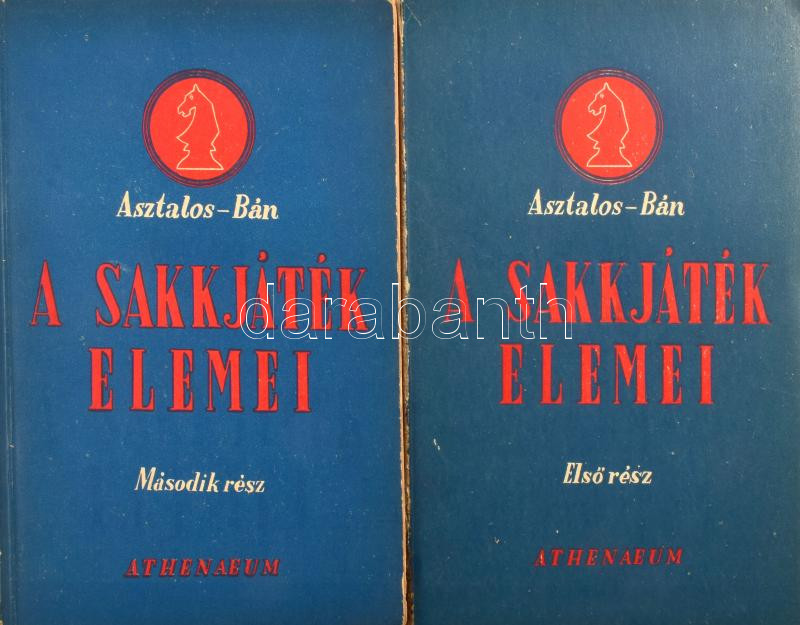 Asztalos-Bán
A SAKKJÁTÉK
ELEMEI
Második rész
ATHENAEUM
Asztalos-Bán
A SAKKJÁTÉK
ELEMEI
Első rész
ATHENAEUM
darabanth